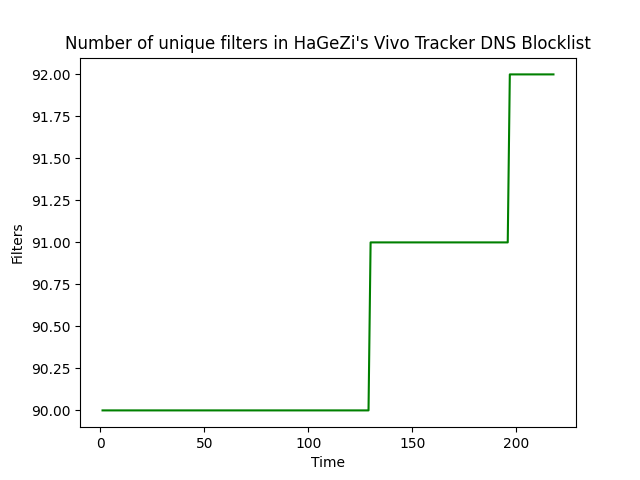 Number of unique filters in HaGeZi's Vivo Tracker DNS Blocklist
92.00
91.75
91.50
91.25
91.00
90.75
90.50
90.25
90.00
Filters
0 50 100 150 200
Time